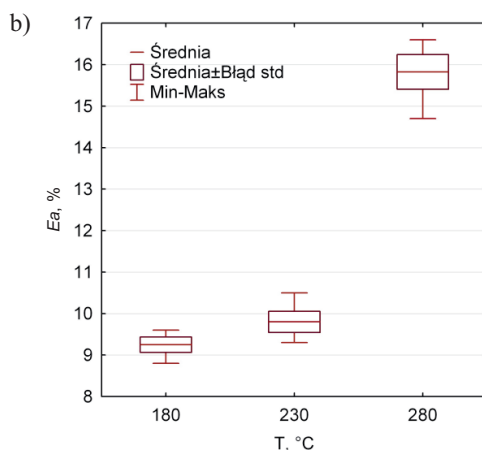 b)
17
16
15
14
13
12
11
10
9
8
Ea, %
Średnia
Średnia±Błąd std
Min-Maks
180 230 280
T. °C